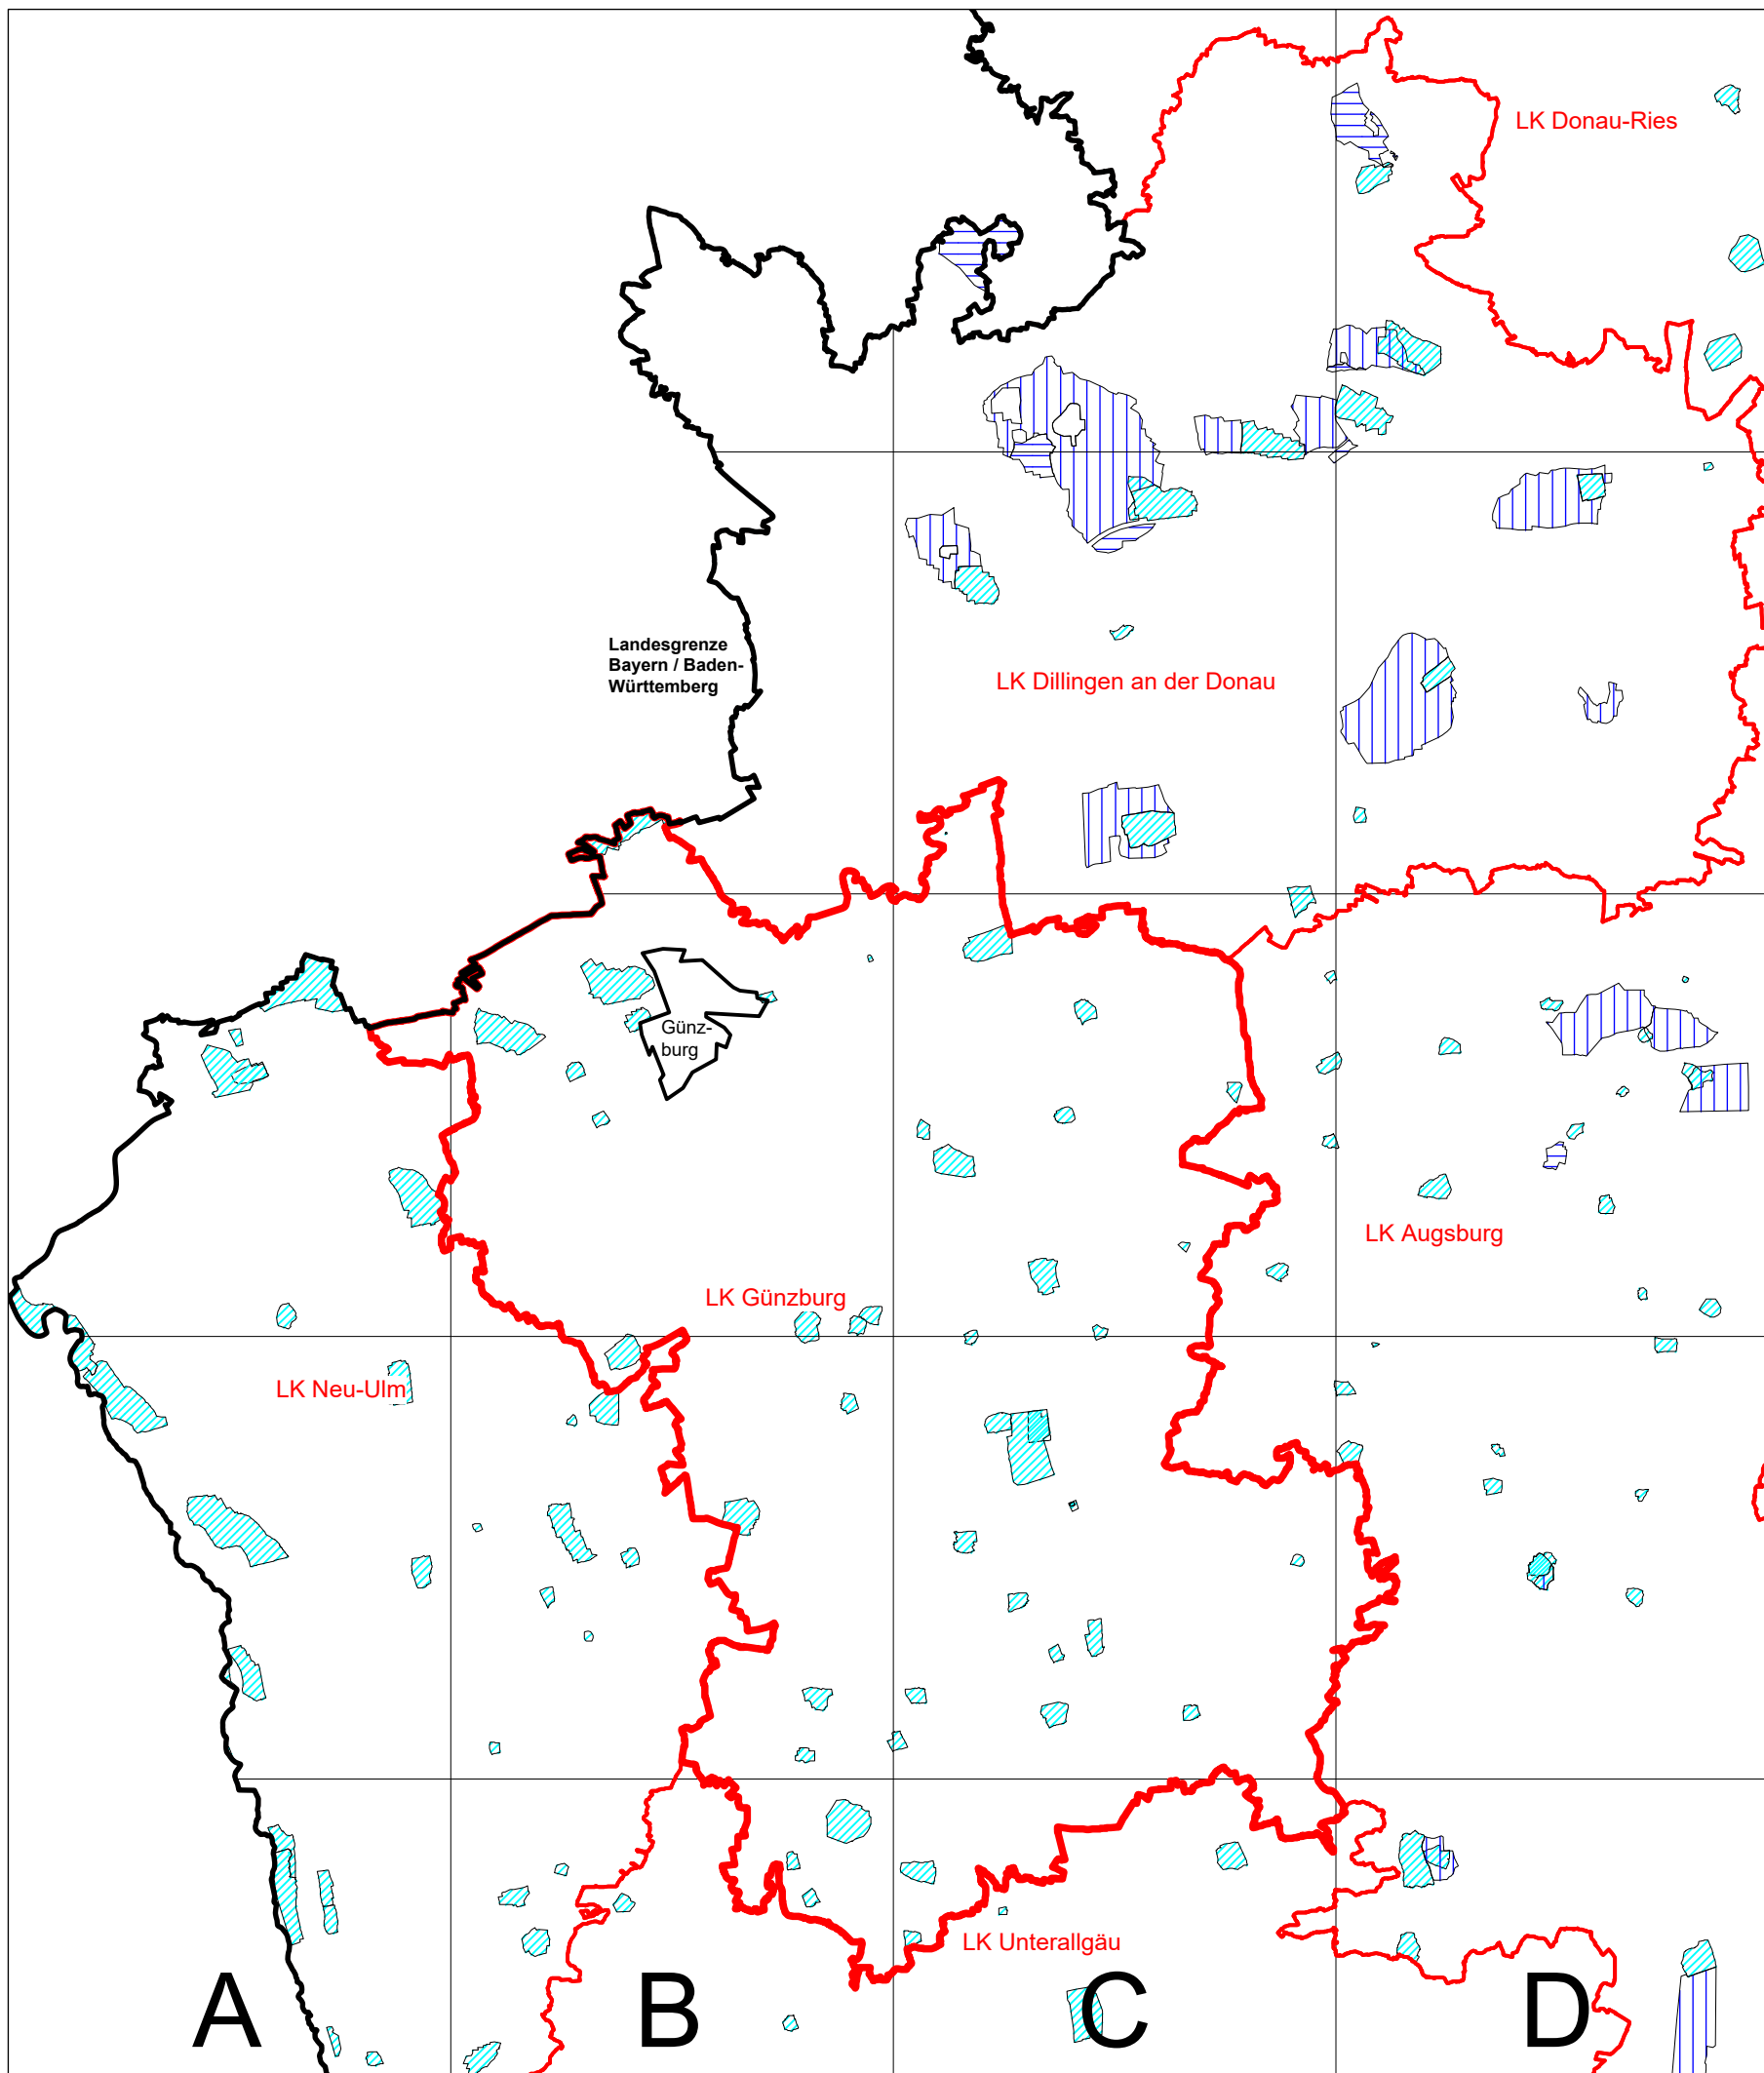 LK Donau-Ries
Landesgrenze
Bayern / Baden-
Württemberg
LK Dillingen an der Donau
Günz-
burg
LK Augsburg
LK Günzburg
LK Neu-Ulm
LK Unterallgäu
A
B
C
D